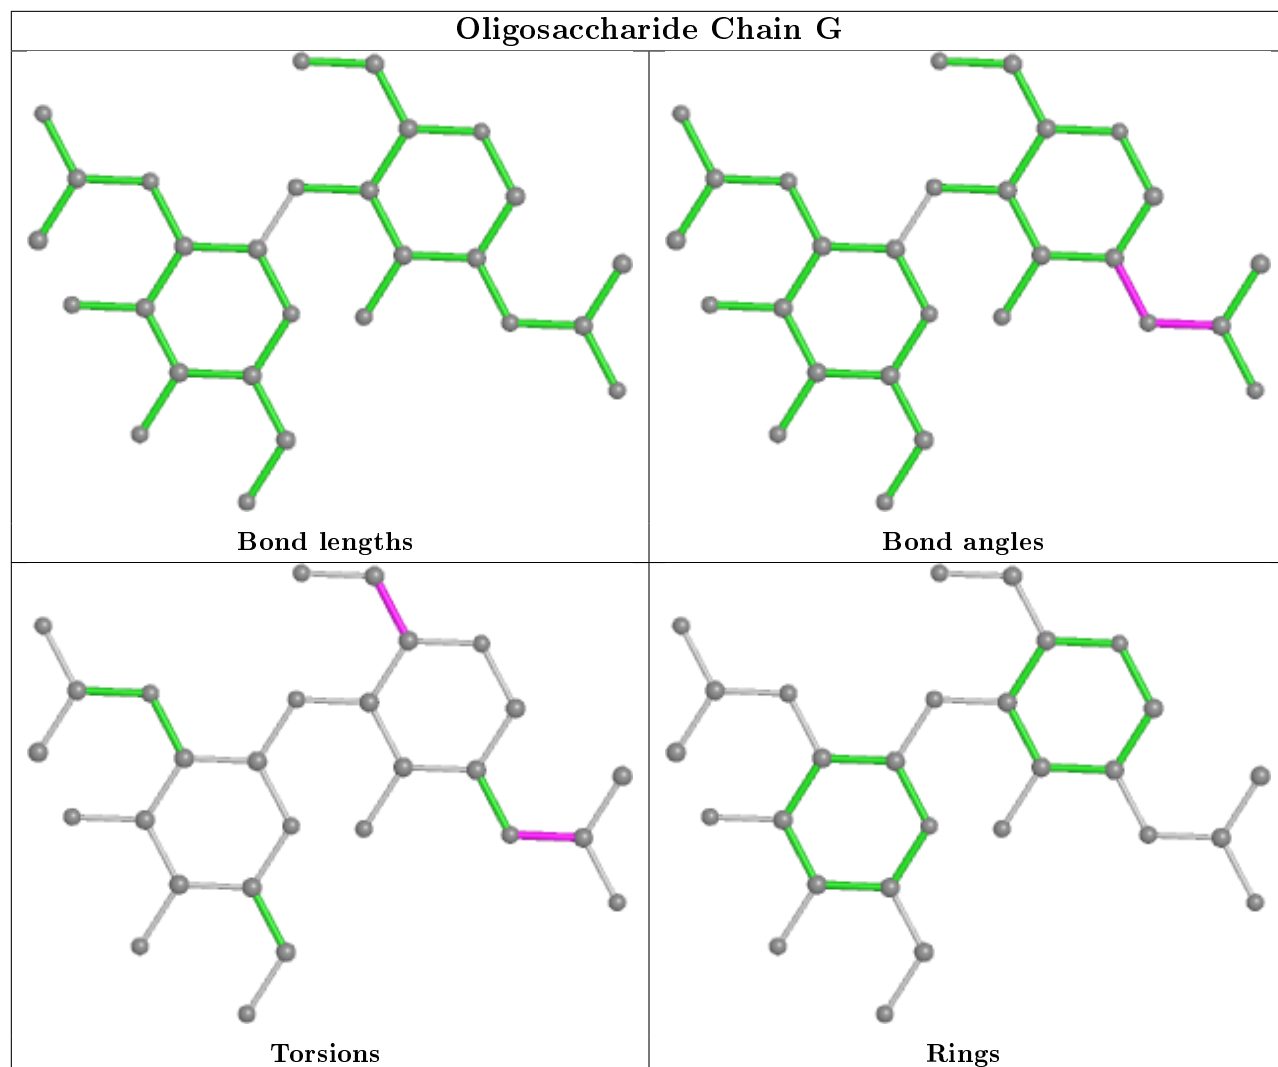 Oligosaccharide Chain G
Bond lengths
Bond angles
Torsions
Rings